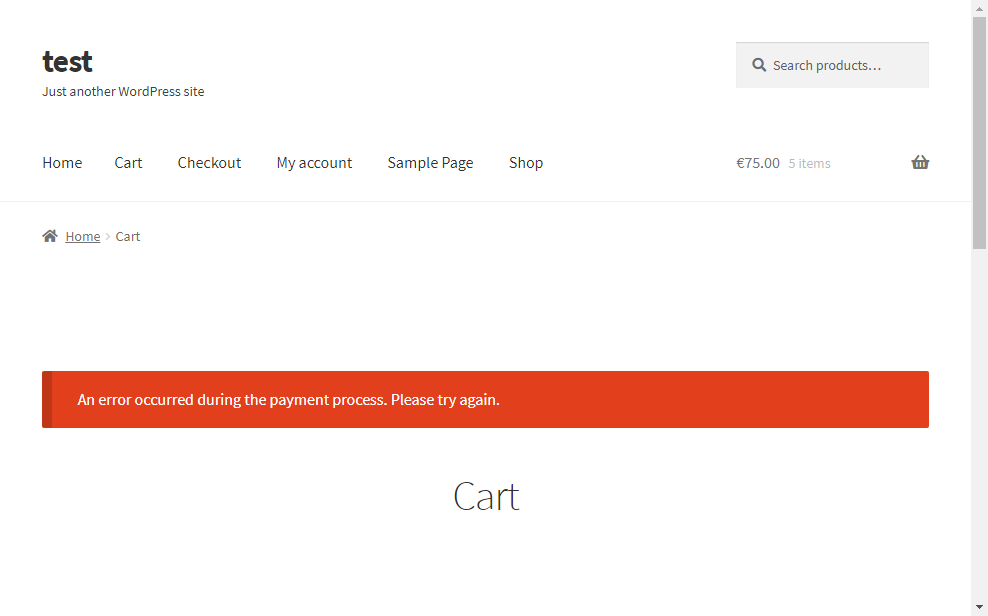 test
Just another WordPress site
Search products…
Home Cart Checkout My account Sample Page Shop
€75.00 5 items
Home › Cart
An error occurred during the payment process. Please try again.
Cart